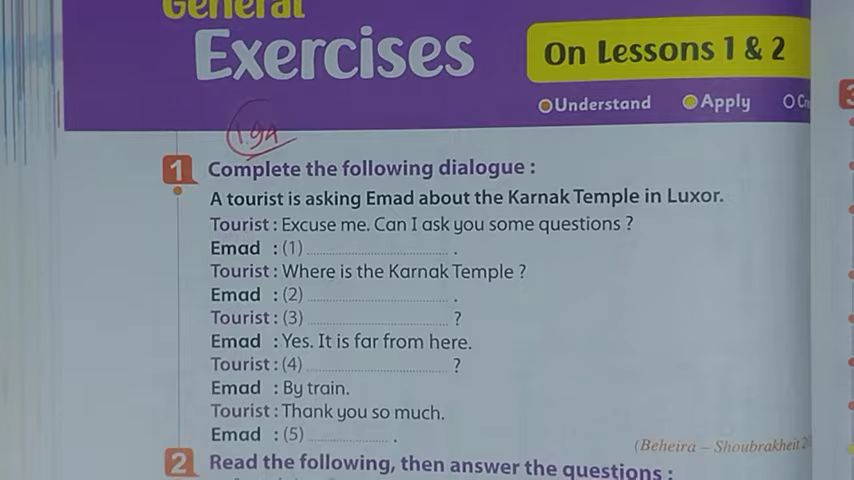 General
Exercises
On Lessons 1 & 2
Understand Apply
1 Complete the following dialogue :
A tourist is asking Emad about the Karnak Temple in Luxor.
Tourist : Excuse me. Can I ask you some questions ?
Emad : (1) ................................ .
Tourist : Where is the Karnak Temple ?
Emad : (2) ................................ .
Tourist : (3) ................................ ?
Emad : Yes. It is far from here.
Tourist : (4) ................................ ?
Emad : By train.
Tourist : Thank you so much.
Emad : (5) .................... .
(Beheira – Shoubrakheit
2 Read the following, then answer the questions :